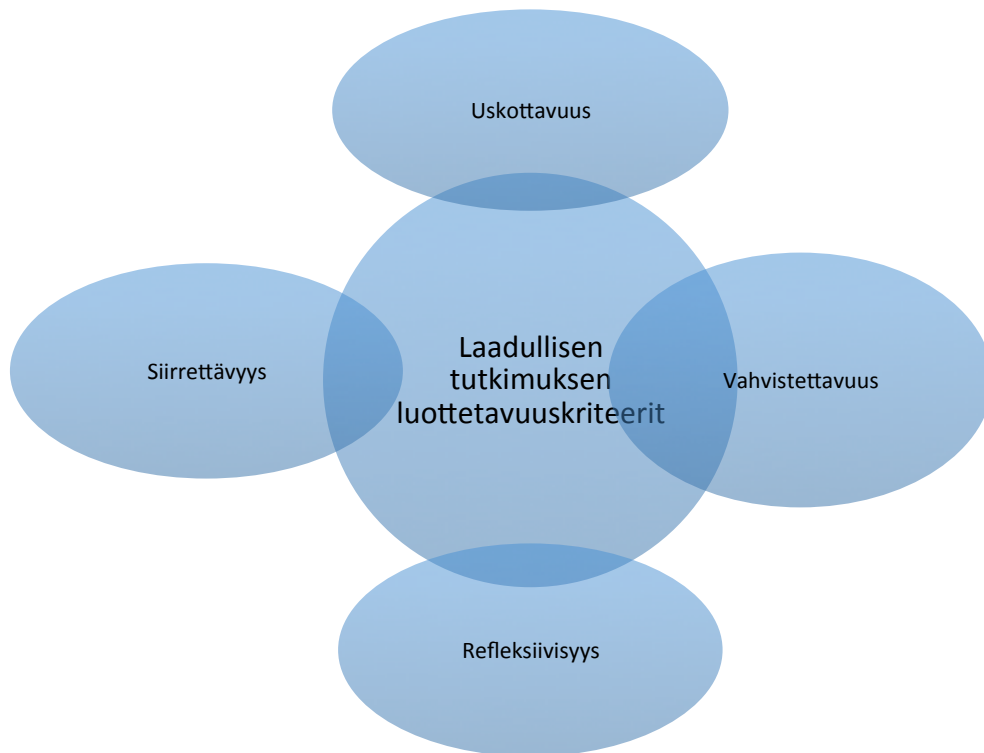 Uskottavuus
Siirrettävyys
Laadullisen
tutkimuksen
luottetavuuskriteerit
Vahvistettavuus
Refleksiivisyys